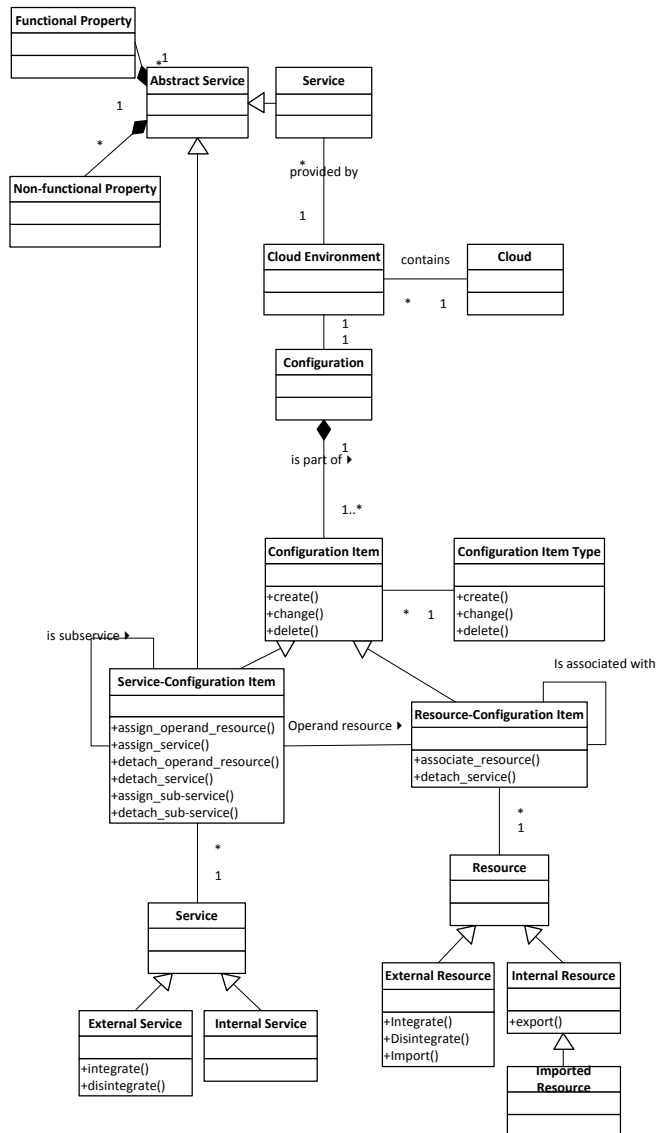 Functional Property
1
*
Abstract Service
Service
1
*
Non-functional Property
*
provided by
1
Cloud Environment
contains
Cloud
*
1
1
1
Configuration
1
is part of
1..*
Configuration Item
Configuration Item Type
+create()
+change()
+delete()
*
1
+create()
+change()
+delete()
is subservice
Is associated with
Service-Configuration Item
+assign_operand_resource()
+assign_service()
+detach_operand_resource()
+detach_service()
+assign_sub-service()
+detach_sub-service()
Operand resource
Resource-Configuration Item
+associate_resource()
+detach_service()
*
1
*
1
Resource
Service
External Resource
+Integrate()
+Disintegrate()
+Import()
Internal Resource
+export()
External Service
+integrate()
+disintegrate()
Internal Service
Imported
Resource